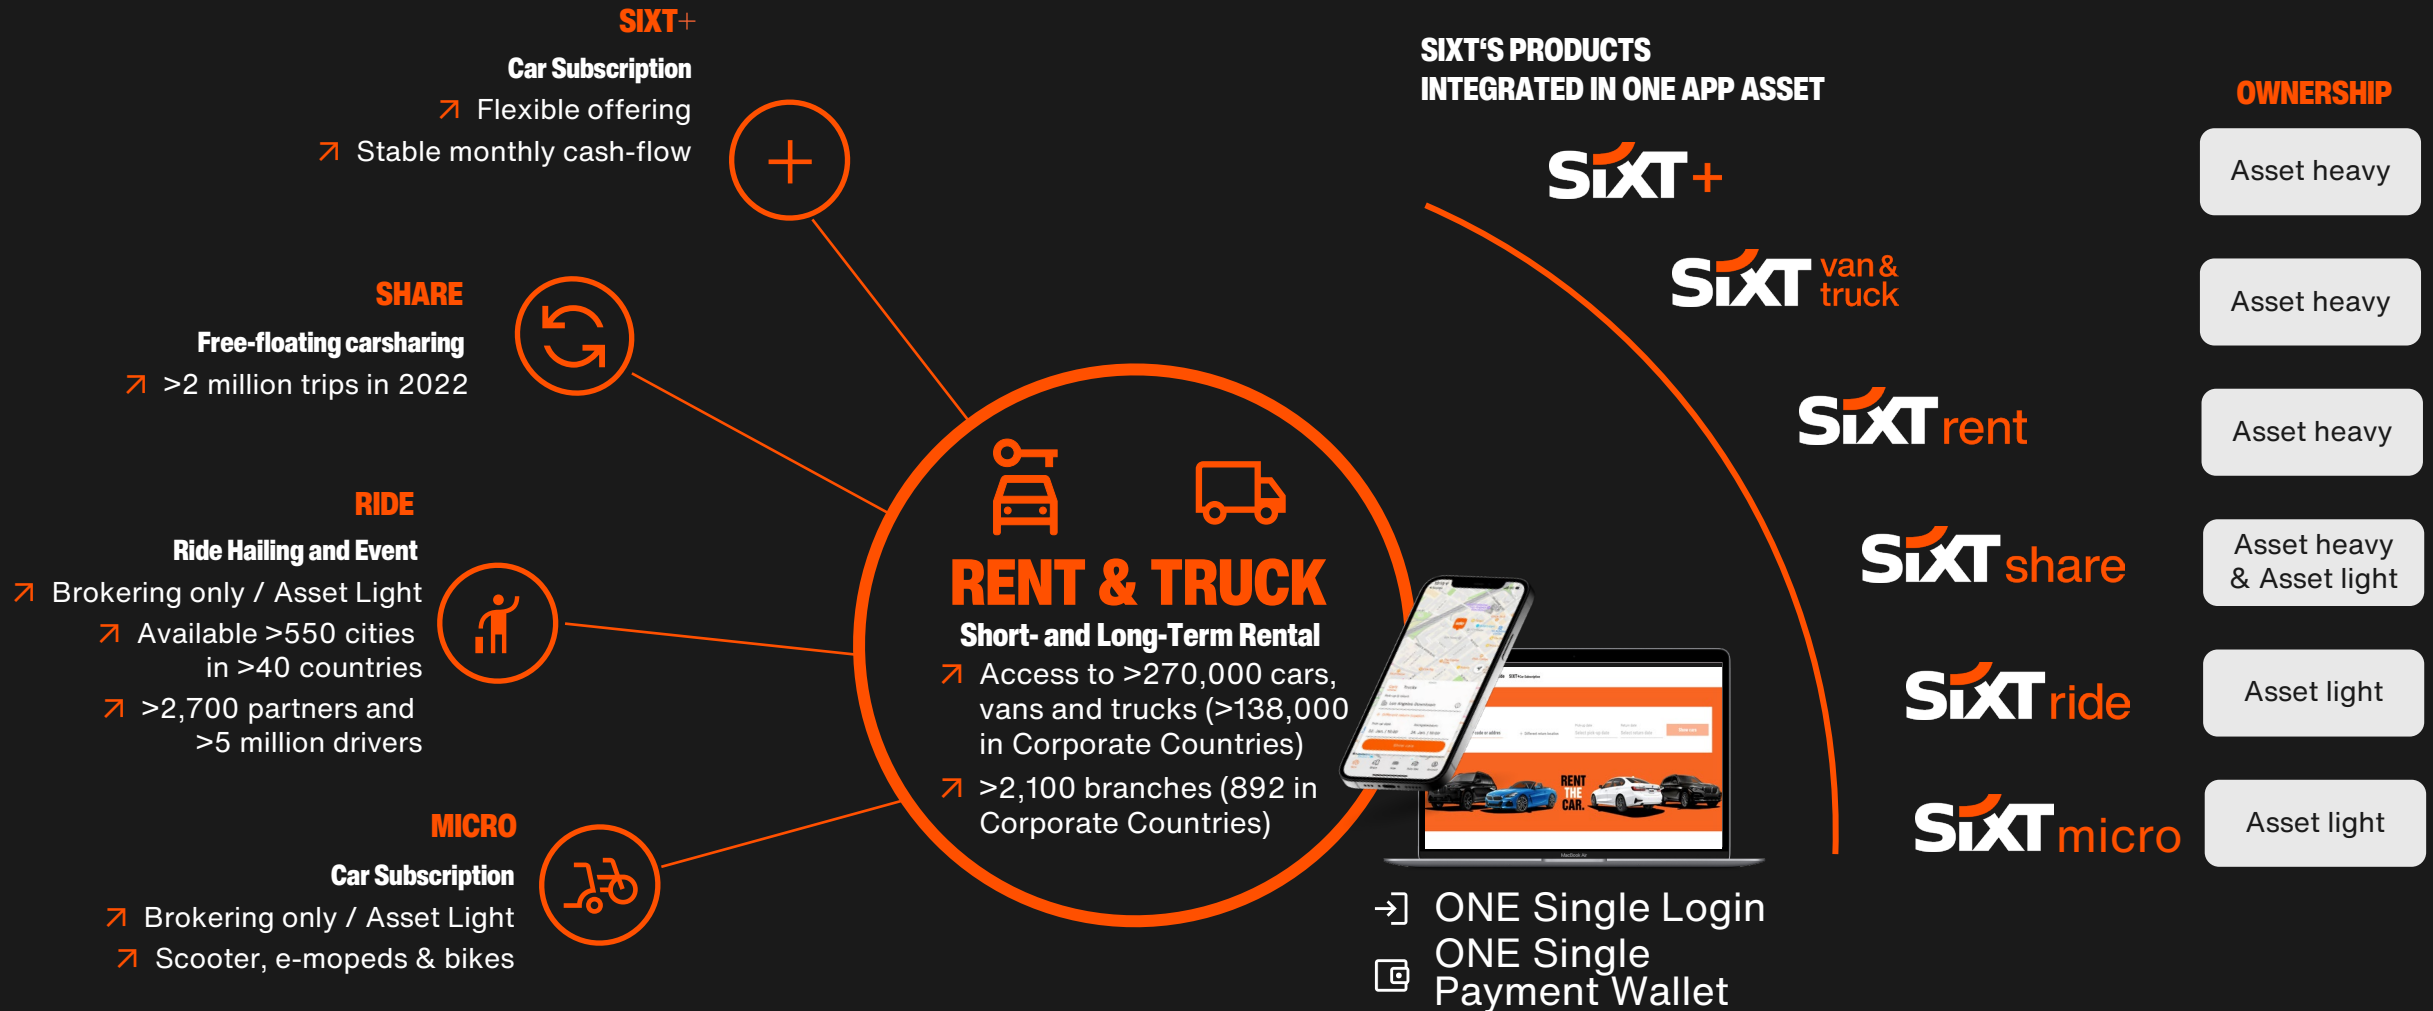 SIXT+
Car Subscription
Flexible offering
Stable monthly cash-flow
SHARE
Free-floating carsharing
>2 million trips in 2022
RIDE
Ride Hailing and Event
Brokering only / Asset Light
Available >550 cities
in >40 countries
>2,700 partners and
>5 million drivers
MICRO
Car Subscription
Brokering only / Asset Light
Scooter, e-mopeds & bikes
RENT & TRUCK
Short- and Long-Term Rental
Access to >270,000 cars,
vans and trucks (>138,000
in Corporate Countries)
>2,100 branches (892 in
Corporate Countries)
RENT
THE
CAR.
MacBook Air
ONE Single Login
ONE Single
Payment Wallet
SIXT‘S PRODUCTS
INTEGRATED IN ONE APP ASSET
OWNERSHIP
SiXT+
Asset heavy
SiXT van &
truck
Asset heavy
SiXT rent
Asset heavy
SiXT share
Asset heavy
& Asset light
SiXT ride
Asset light
SiXT micro
Asset light